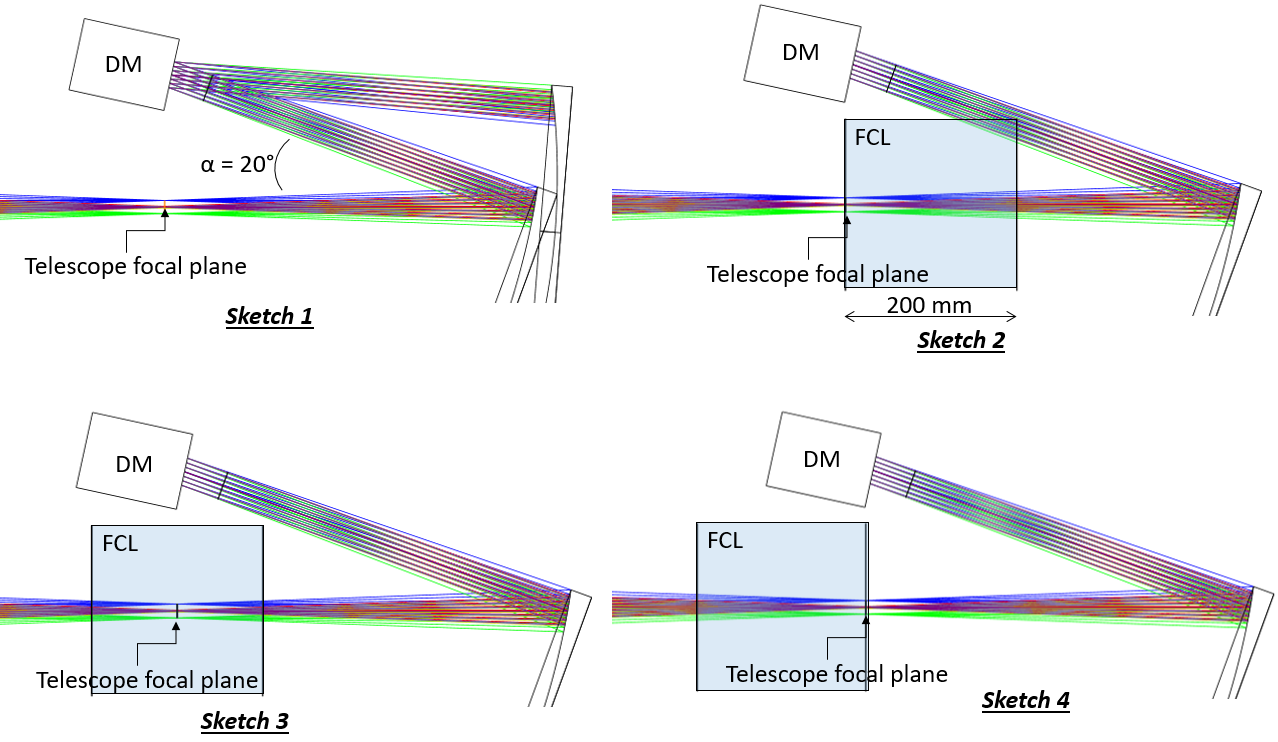 DM
α = 20°
Telescope focal plane
Sketch 1
DM
FCL
Telescope focal plane
200 mm
Sketch 2
DM
FCL
Telescope focal plane
Sketch 3
DM
FCL
Telescope focal plane
Sketch 4